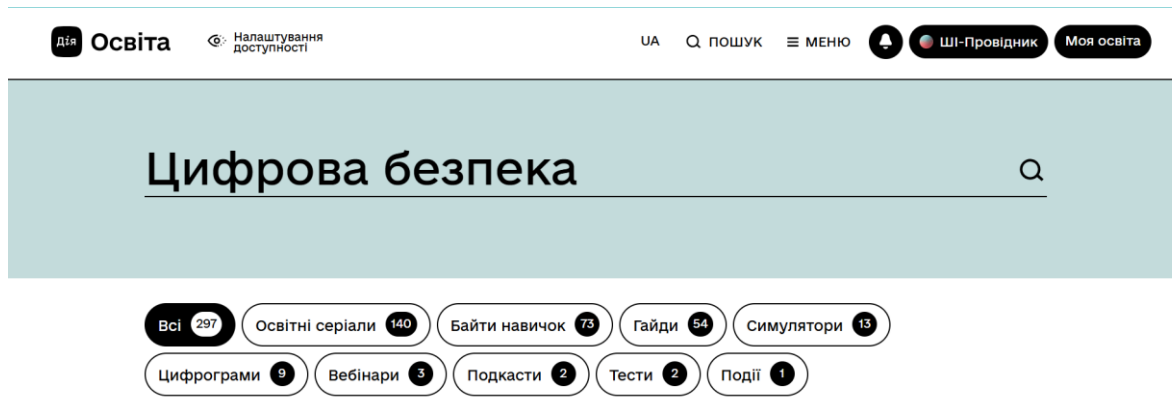 Дія Освіта Налаштування доступності UA ПОШУК МЕНЮ ШІ-Провідник Моя освіта
Цифрова безпека
Всі 297 Освітні серіали 140 Байти навичок 73 Гайди 54 Симулятори 13
Цифрограми 9 Вебінари 3 Подкасти 2 Тести 2 Події 1